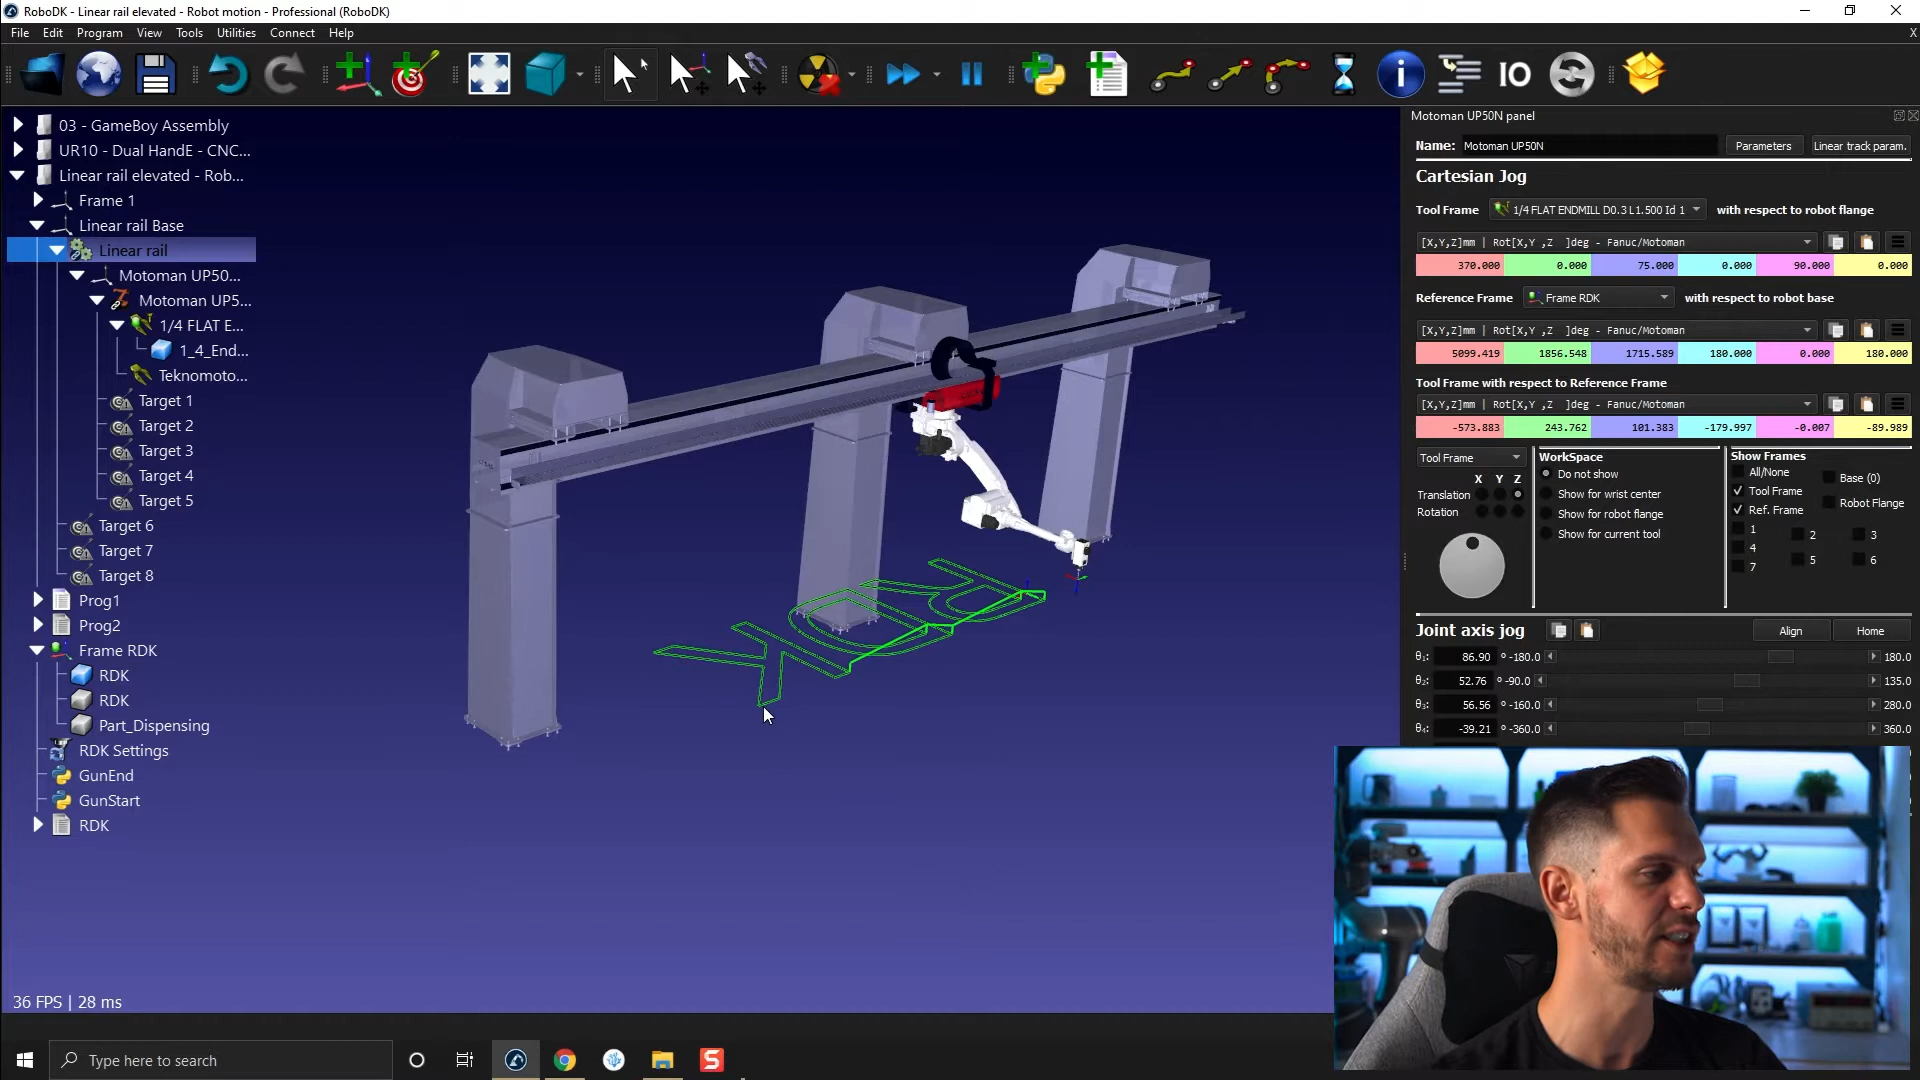 RoboDK - Linear rail elevated - Robot motion - Professional (RoboDK)
File Edit Program View Tools Utilities Connect Help X
IO
03 - GameBoy Assembly
UR10 - Dual HandE - CNC...
Linear rail elevated - Rob...
Frame 1
Linear rail Base
Linear rail
Motoman UP50...
Motoman UP5...
1/4 FLAT E...
1_4_End...
Teknomoto...
Target 1
Target 2
Target 3
Target 4
Target 5
Target 6
Target 7
Target 8
Prog1
Prog2
Frame RDK
RDK
RDK
Part_Dispensing
RDK Settings
GunEnd
GunStart
RDK
36 FPS | 28 ms
RDK
Motoman UP50N panel
Name: Motoman UP50N Parameters Linear track param.
Cartesian Jog
Tool Frame 1/4 FLAT ENDMILL D0.3 L1.500 Id 1 with respect to robot flange
[X,Y,Z]mm | Rot[X,Y ,Z ]deg - Fanuc/Motoman
370.000 0.000 75.000 0.000 90.000 0.000
Reference Frame Frame RDK with respect to robot base
[X,Y,Z]mm | Rot[X,Y ,Z ]deg - Fanuc/Motoman
5099.419 1856.548 1715.589 180.000 0.000 180.000
Tool Frame with respect to Reference Frame
[X,Y,Z]mm | Rot[X,Y ,Z ]deg - Fanuc/Motoman
-573.883 243.762 101.383 -179.997 -0.007 -89.989
Tool Frame
X Y Z
Translation
Rotation
WorkSpace
Do not show
Show for wrist center
Show for robot flange
Show for current tool
Show Frames
All/None Base (0)
Tool Frame Robot Flange
Ref. Frame
1 2 3
4 5 6
7
Joint axis jog Align Home
θ₁: 86.90 º -180.0 180.0
θ₂: 52.76 º -90.0 135.0
θ₃: 56.56 º -160.0 280.0
θ₄: -39.21 º -360.0 360.0
Type here to search
S